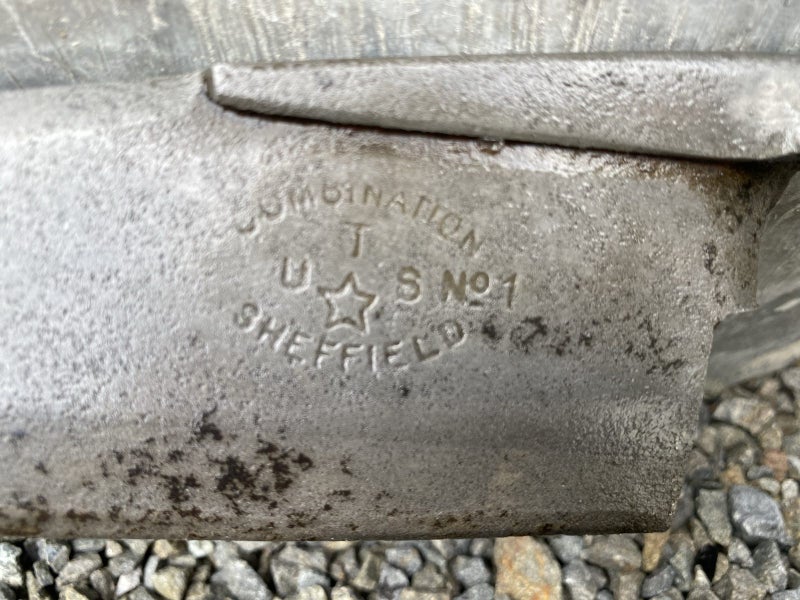 COMBINATION
T
U S No 1
SHEFFIELD